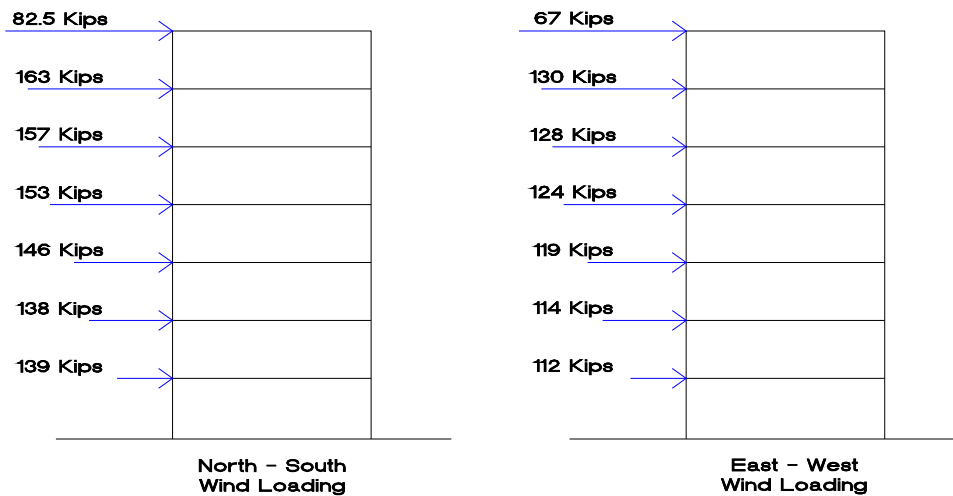 82.5 Kips
163 Kips
157 Kips
153 Kips
146 Kips
138 Kips
139 Kips
North - South
Wind Loading
67 Kips
130 Kips
128 Kips
124 Kips
119 Kips
114 Kips
112 Kips
East - West
Wind Loading